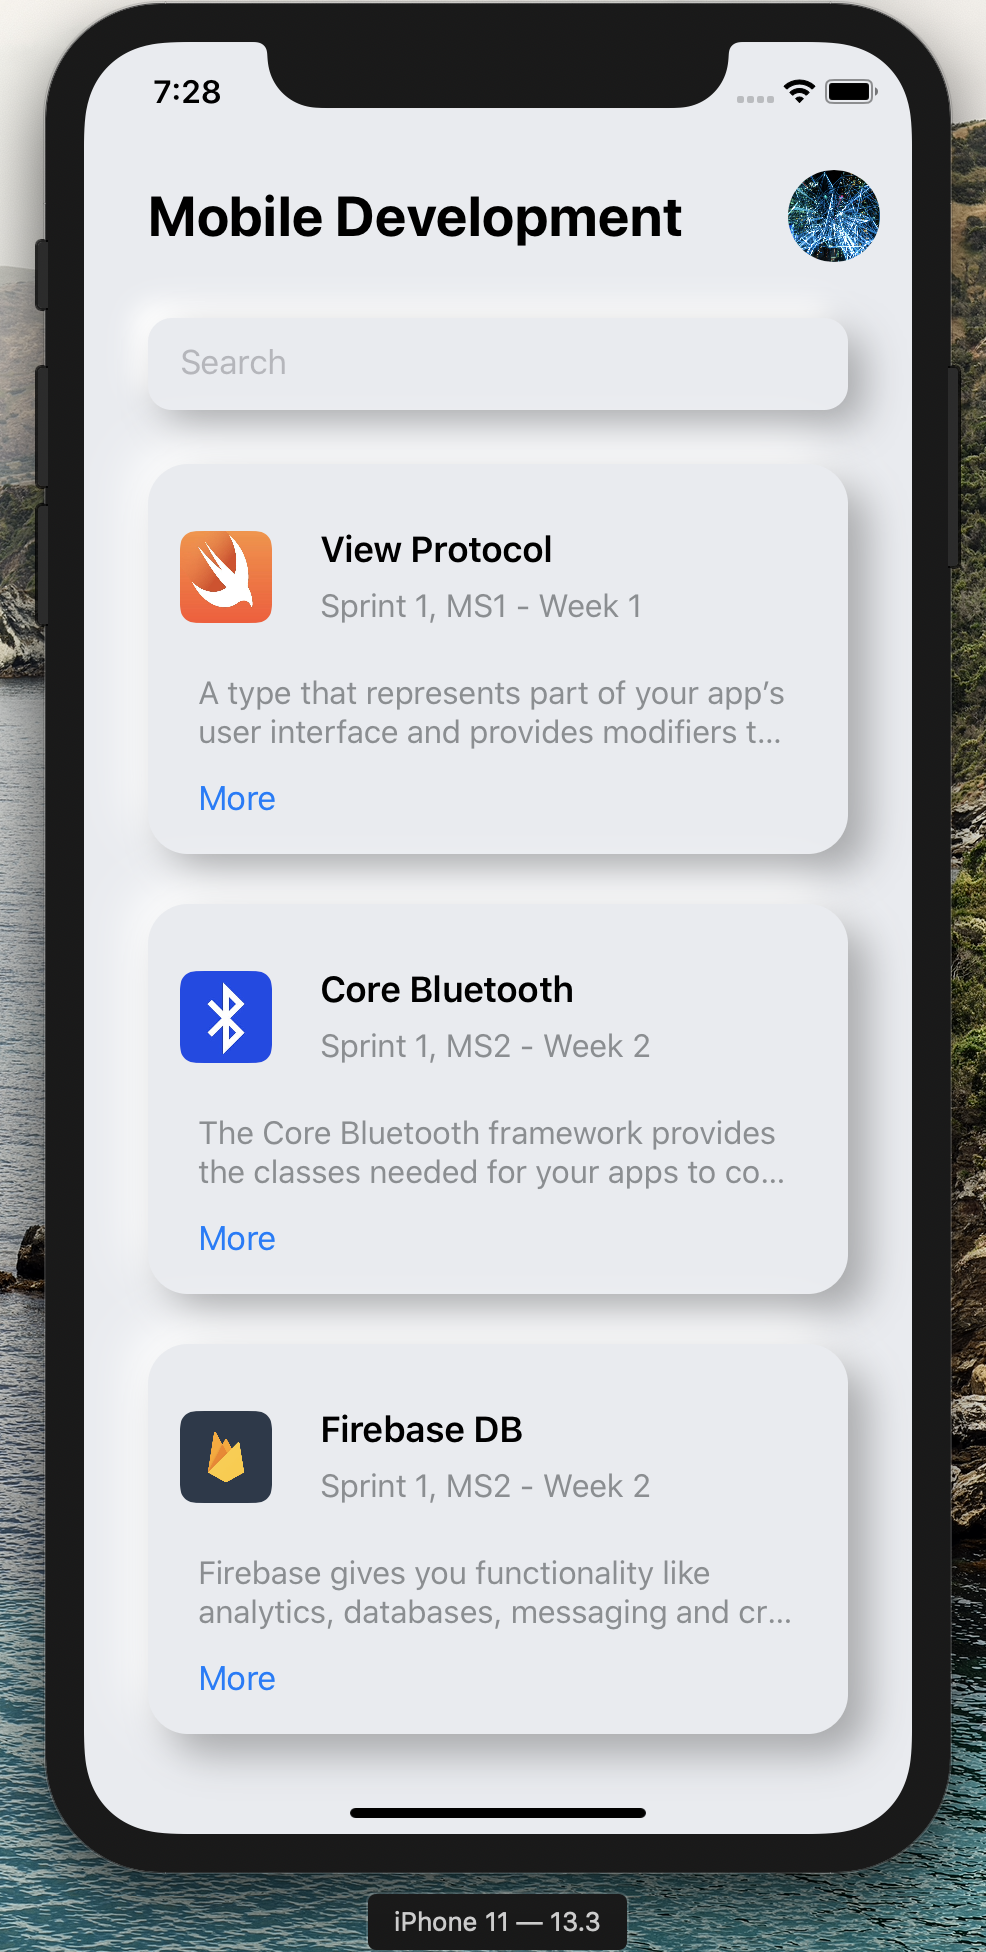 7:28
Mobile Development
Search
View Protocol
Sprint 1, MS1 - Week 1
A type that represents part of your app’s
user interface and provides modifiers t...
More
Core Bluetooth
Sprint 1, MS2 - Week 2
The Core Bluetooth framework provides
the classes needed for your apps to co...
More
Firebase DB
Sprint 1, MS2 - Week 2
Firebase gives you functionality like
analytics, databases, messaging and cr...
More
iPhone 11 — 13.3